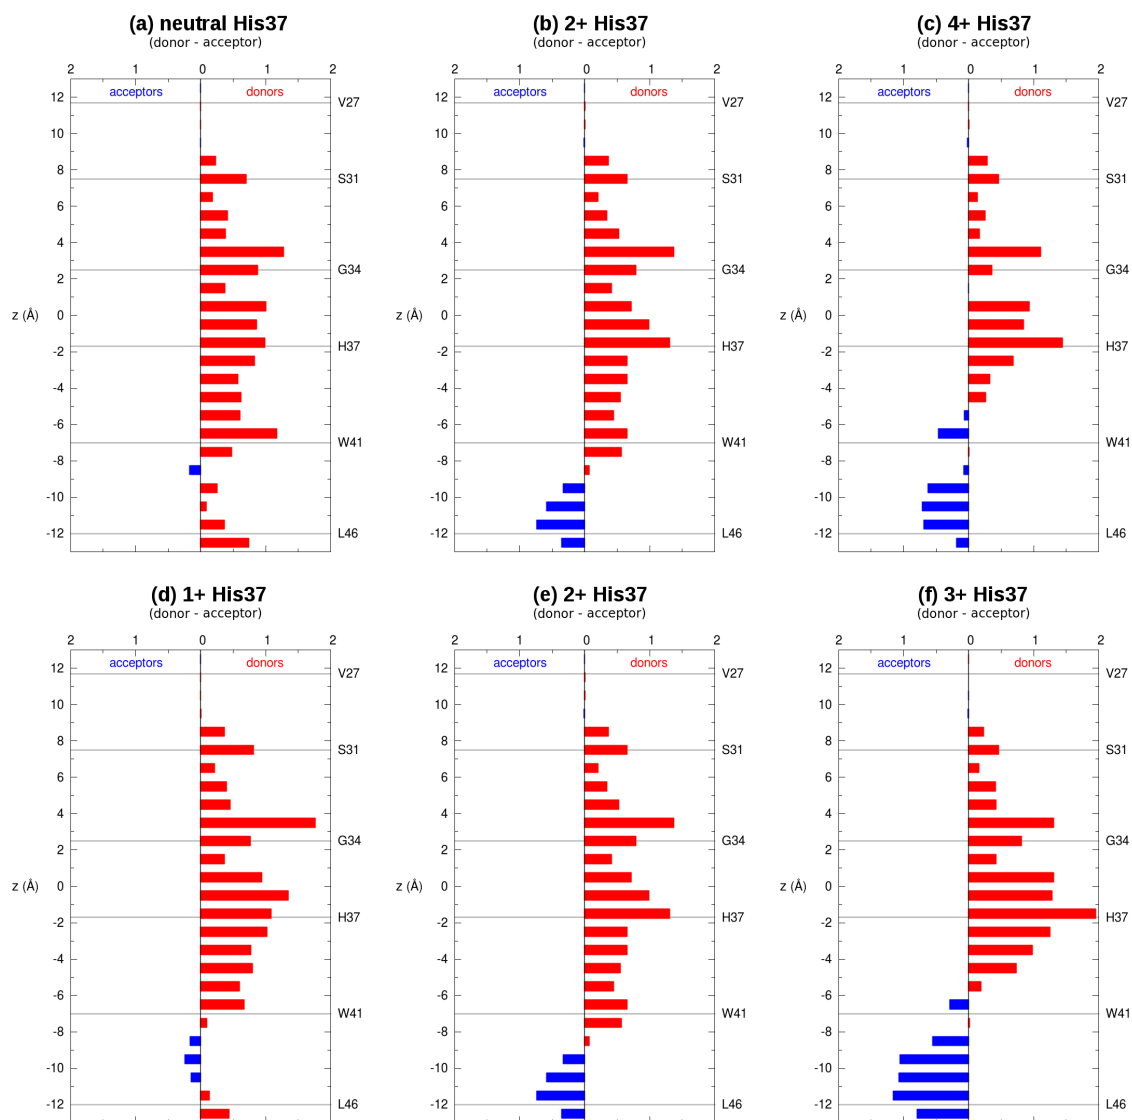 (a) neutral His37
(donor - acceptor)
2 1 0 1 2
acceptors donors
12 V27
10
8 S31
6
4
2 G34
z (Å) 0
-2 H37
-4
-6 W41
-8
-10
-12 L46
(b) 2+ His37
(donor - acceptor)
2 1 0 1 2
acceptors donors
12 V27
10
8 S31
6
4
2 G34
z (Å) 0
-2 H37
-4
-6 W41
-8
-10
-12 L46
(c) 4+ His37
(donor - acceptor)
2 1 0 1 2
acceptors donors
12 V27
10
8 S31
6
4
2 G34
z (Å) 0
-2 H37
-4
-6 W41
-8
-10
-12 L46
(d) 1+ His37
(donor - acceptor)
2 1 0 1 2
acceptors donors
12 V27
10
8 S31
6
4
2 G34
z (Å) 0
-2 H37
-4
-6 W41
-8
-10
-12 L46
(e) 2+ His37
(donor - acceptor)
2 1 0 1 2
acceptors donors
12 V27
10
8 S31
6
4
2 G34
z (Å) 0
-2 H37
-4
-6 W41
-8
-10
-12 L46
(f) 3+ His37
(donor - acceptor)
2 1 0 1 2
acceptors donors
12 V27
10
8 S31
6
4
2 G34
z (Å) 0
-2 H37
-4
-6 W41
-8
-10
-12 L46